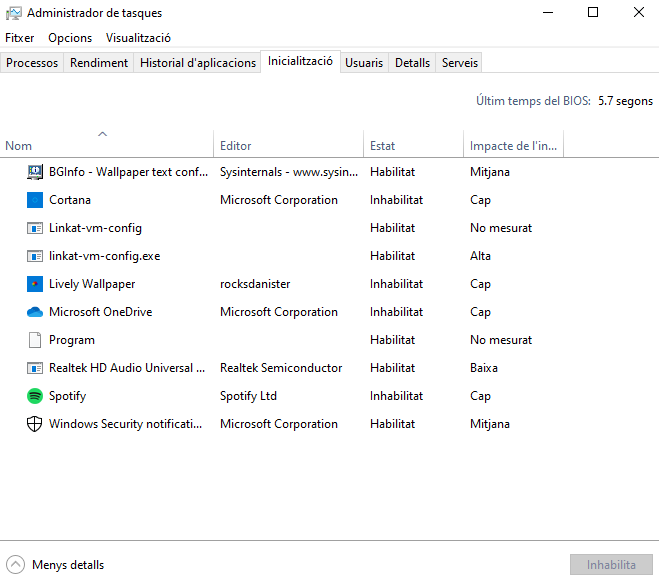 Administrador de tasques
Fitxer Opcions Visualització
Processos Rendiment Historial d'aplicacions Inicialització Usuaris Detalls Serveis
Últim temps del BIOS: 5.7 segons
Nom Editor Estat Impacte de l'in...
BGInfo - Wallpaper text conf... Sysinternals - www.sysin... Habilitat Mitjana
Cortana Microsoft Corporation Inhabilitat Cap
Linkat-vm-config Habilitat No mesurat
linkat-vm-config.exe Habilitat Alta
Lively Wallpaper rocksdanister Inhabilitat Cap
Microsoft OneDrive Microsoft Corporation Inhabilitat Cap
Program Habilitat No mesurat
Realtek HD Audio Universal ... Realtek Semiconductor Habilitat Baixa
Spotify Spotify Ltd Inhabilitat Cap
Windows Security notificati... Microsoft Corporation Habilitat Mitjana
Menys detalls Inhabilita